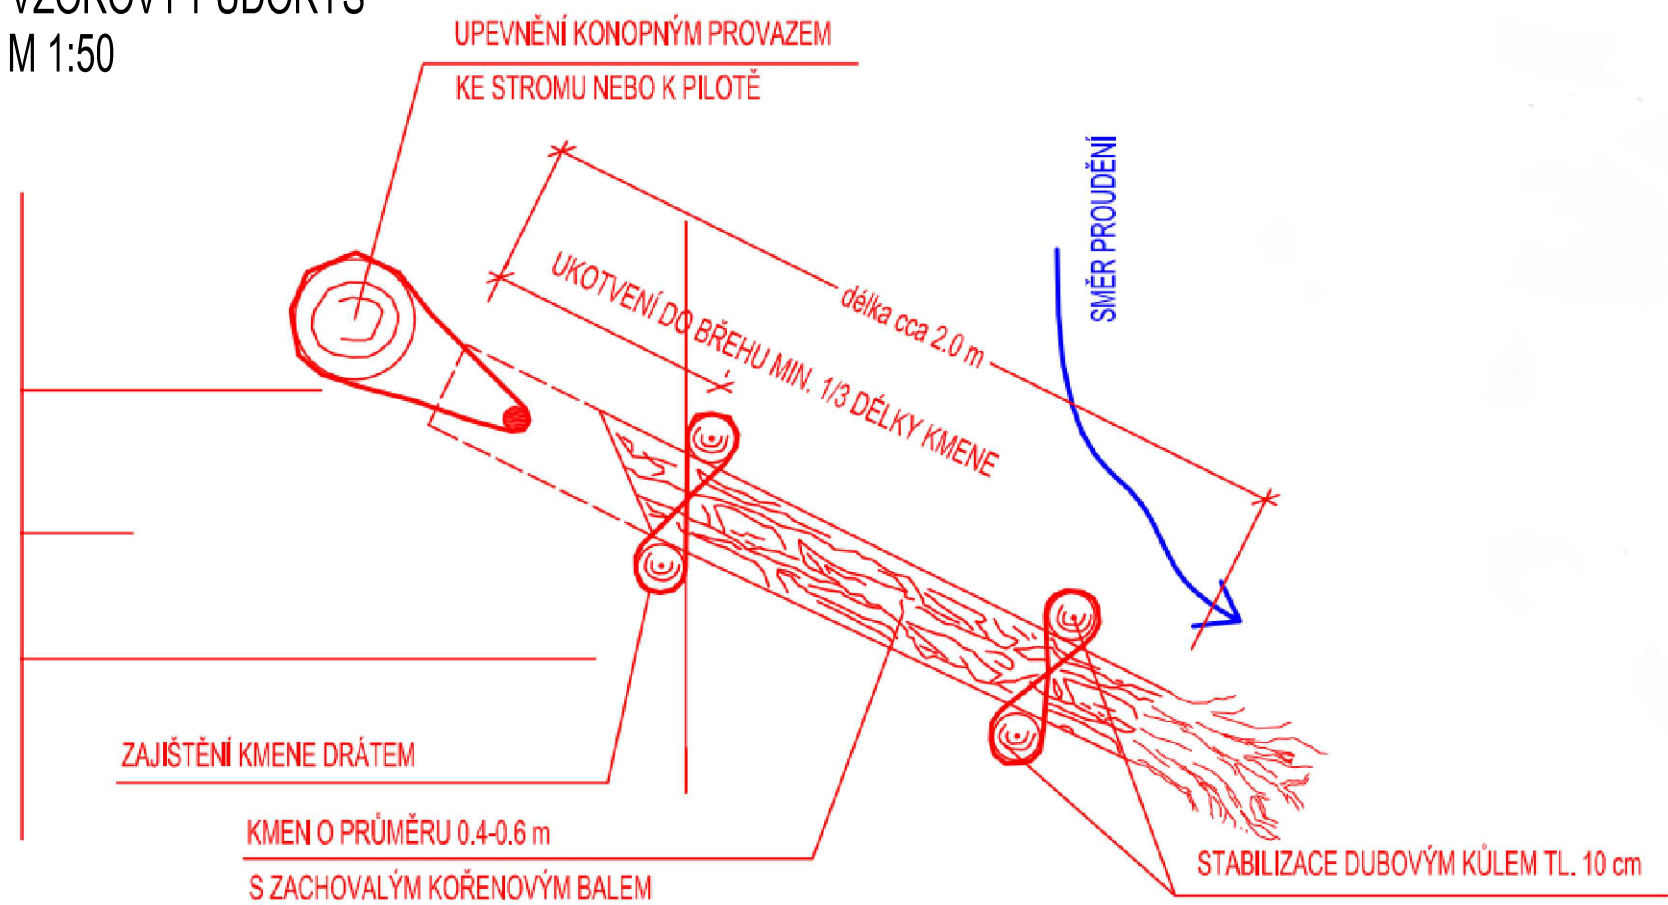 VZOROVÝ PŮDORYS
M 1:50
UPEVNĚNÍ KONOPNÝM PROVAZEM
KE STROMU NEBO K PILOTĚ
SMĚR PROUDĚNÍ
délka cca 2.0 m
UKOTVENÍ DO BŘEHU MIN. 1/3 DÉLKY KMENE
ZAJIŠTĚNÍ KMENE DRÁTEM
KMEN O PRŮMĚRU 0.4-0.6 m
S ZACHOVALÝM KOŘENOVÝM BALEM
STABILIZACE DUBOVÝM KŮLEM TL. 10 cm